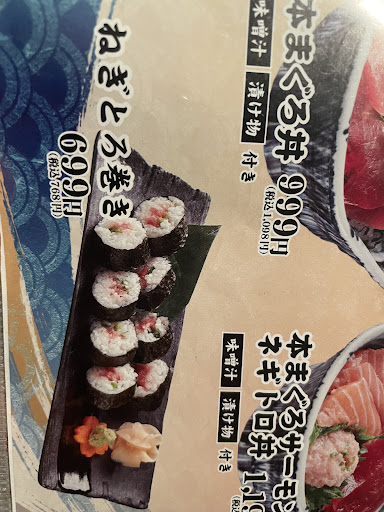 本まぐろ丼 999円
(税込1,098円)
味噌汁 漬け物 付き
ねぎとろ巻き
699円
(税込768円)
本まぐろサーモン
ネギトロ丼
味噌汁 漬け物 付き